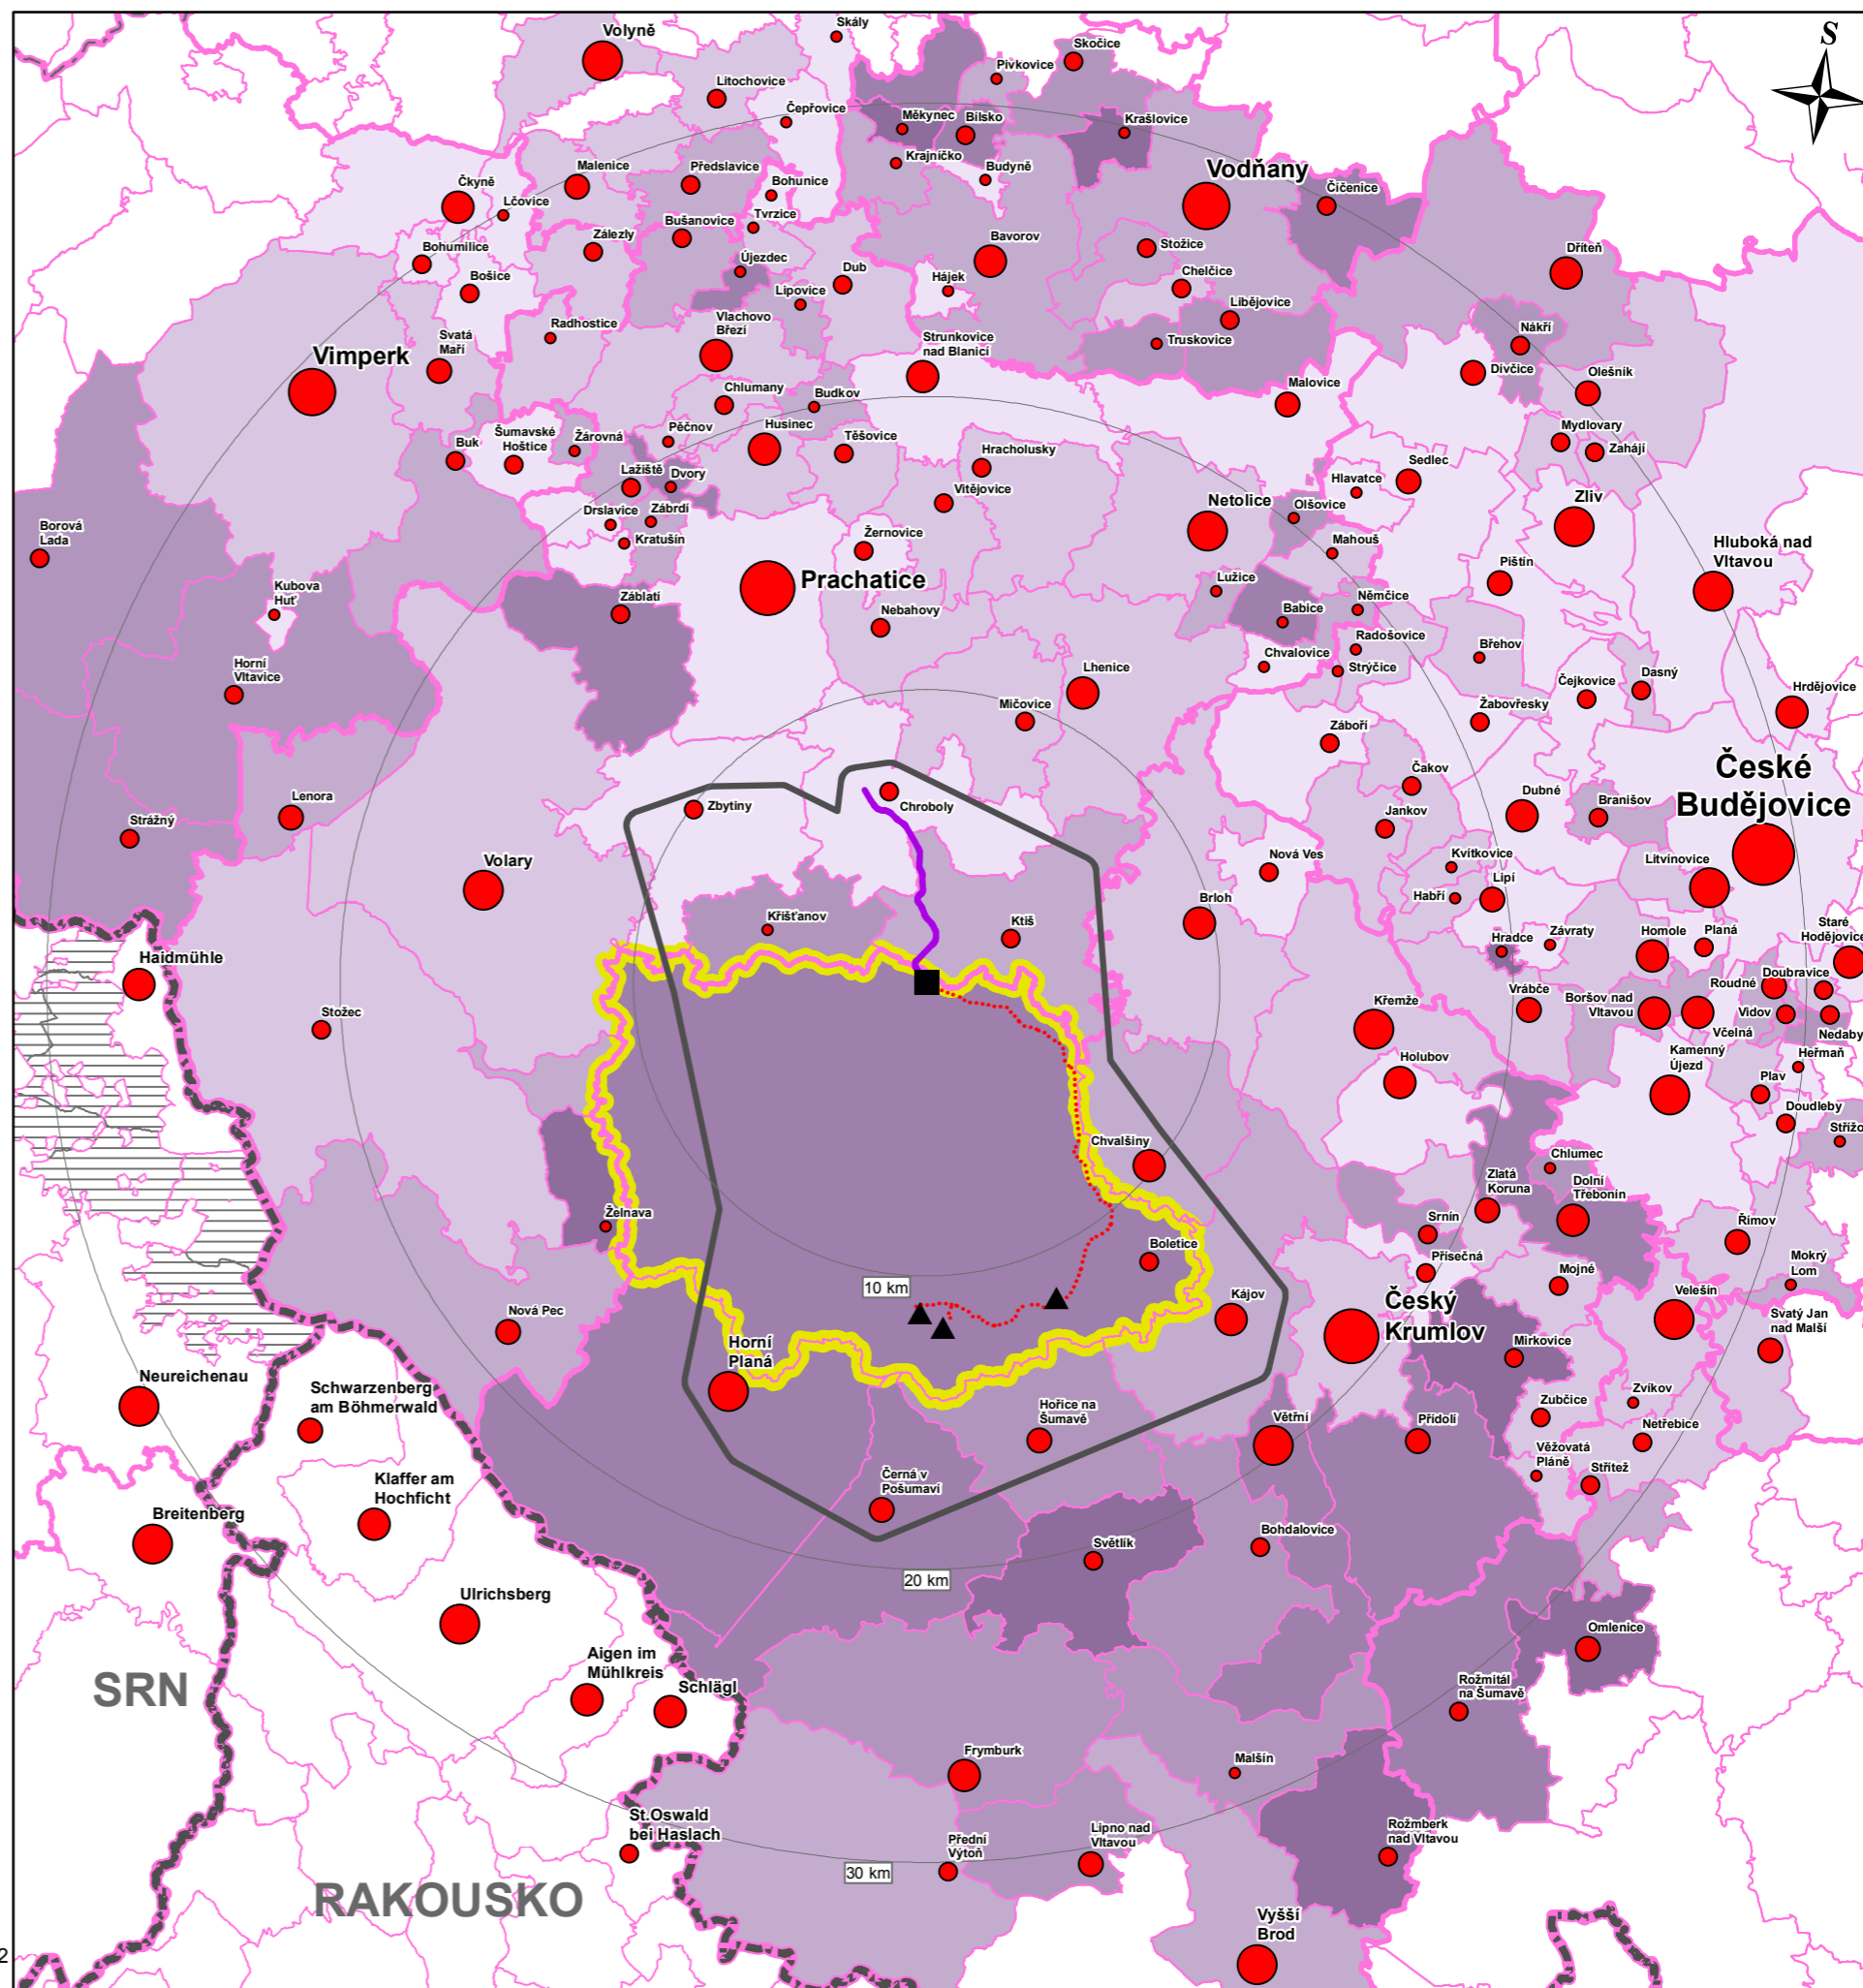 S
Skály
Volyně
Skočice
Pivkovice
Litochovice
Čepřovice
Měkynec
Bílsko
Krašlovice
Krajníčko
Malenice
Předslavice
Budyně
Vodňany
Čkyně
Lčovice
Bohunice
Čičenice
Tvrzice
Bušanovice
Zálezly
Bavorov
Stožice
Dříteň
Bohumilice
Újezdec
Dub
Hájek
Chelčice
Bošice
Lipovice
Libějovice
Radhostice
Vlachovo
Březí
Strunkovice
nad Blanicí
Truskovice
Nákří
Svatá
Maří
Vimperk
Dívčice
Olešník
Malovice
Chlumany
Budkov
Mydlovary
Zahájí
Buk
Šumavské
Hoštice
Žárovná
Pěčnov
Husinec
Těšovice
Hracholusky
Sedlec
Lažiště
Dvory
Vitějovice
Hlavatce
Netolice
Olšovice
Zliv
Drslavice
Zábrdí
Kratušín
Žernovice
Mahouš
Hluboká nad
Vltavou
Borová
Lada
Prachatice
Pištín
Kubova
Huť
Záblatí
Nebahovy
Lužice
Babice
Němčice
Radošovice
Břehov
Horní
Vltavice
Lhenice
Chvalovice
Strýčice
Čejkovice
Dasný
Hrdějovice
Mičovice
Žabovřesky
Záboří
České
Budějovice
Čakov
Lenora
Zbytiny
Chroboly
Dubné
Branišov
Strážný
Jankov
Volary
Nová Ves
Kvítkovice
Litvínovice
Lipí
Habří
Brloh
Křišťanov
Ktiš
Staré
Hodějovice
Hradce
Závraty
Homole
Planá
Haidmühle
Doubravice
Roudné
Stožec
Křemže
Vrábče
Boršov nad
Vltavou
Vidov
Včelná
Nedaby
Holubov
Kamenný
Újezd
Heřmaň
Plav
Doudleby
Střížo
Chvalšiny
Chlumec
Zlatá
Koruna
Dolní
Třebonín
Želnava
Srnín
Římov
Boletice
Přísečná
Mokrý
Lom
10 km
Mojné
Kájov
Český
Krumlov
Velešín
Nová Pec
Svatý Jan
nad Malší
Horní
Planá
Mirkovice
Neureichenau
Schwarzenberg
am Böhmerwald
Zubčice
Zvíkov
Hořice na
Šumavě
Větřní
Přídolí
Netřebice
Věžovatá
Pláně
Střítež
Klaffer am
Hochficht
Černá v
Pošumaví
Breitenberg
Světlík
Bohdalovice
20 km
Ulrichsberg
Omlenice
Aigen im
Mühlkreis
SRN
Schlägl
Rožmitál
na Šumavě
Frymburk
Malšín
St.Oswald
bei Haslach
Rožmberk
nad Vltavou
Přední
Výtoň
Lipno nad
Vltavou
30 km
RAKOUSKO
Vyšší
Brod
2